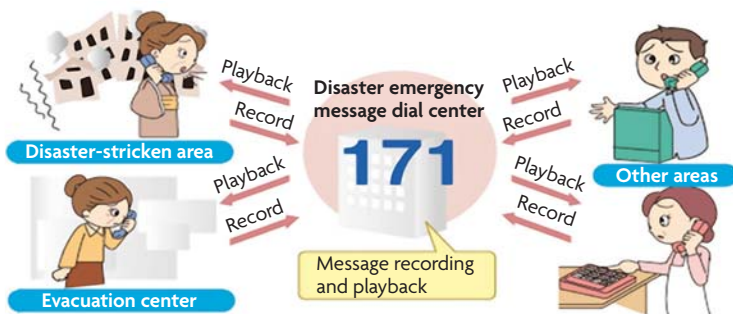 Playback
Record
Disaster-stricken area
Playback
Record
Evacuation center
Disaster emergency
message dial center
171
Message recording
and playback
Playback
Record
Other areas
Playback
Record